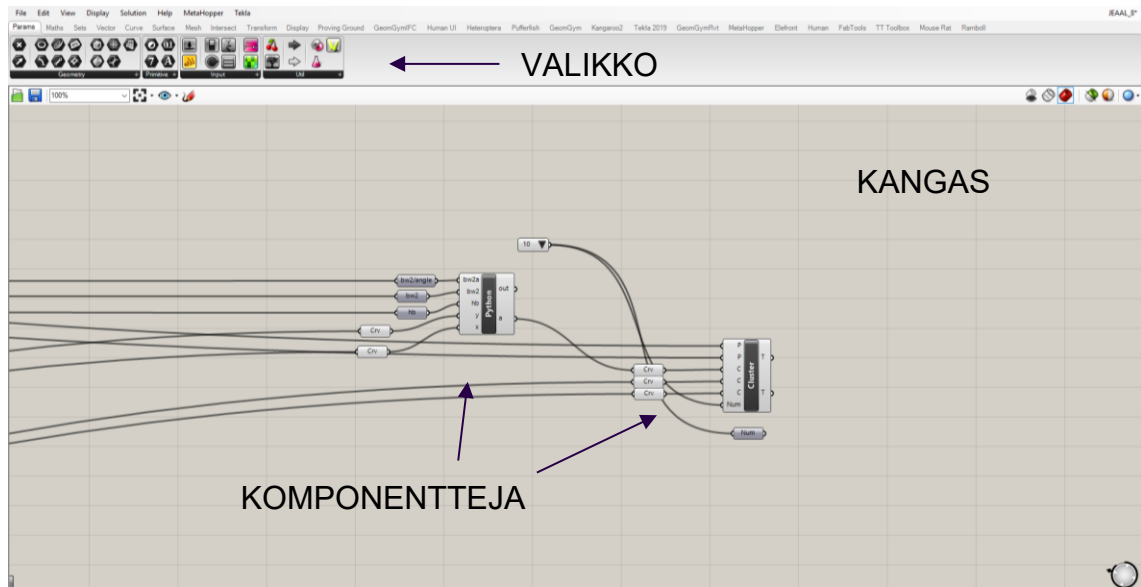 File Edit View Display Solution Help MetaHopper Tekla JEAAL_II*
Params Maths Sets Vector Curve Surface Mesh Intersect Transform Display Proving Ground GeomGymIFC Human UI Heteroptera Pufferfish GeomGym Kangaroo2 Tekla 2019 GeomGymRvt MetaHopper Elefront Human FabTools TT Toolbox Mouse Rat Ramboll
Geometry + Primitive + Input + Util +
VALIKKO
100%
KANGAS
10
bw2/angle
bw2
Nb
Crv
Crv
bw2a
bw2
Nb
y
x
Python
out
a
Crv
Crv
Crv
P
P
C
C
C
Num
Cluster
T
T
Num
KOMPONENTTEJA